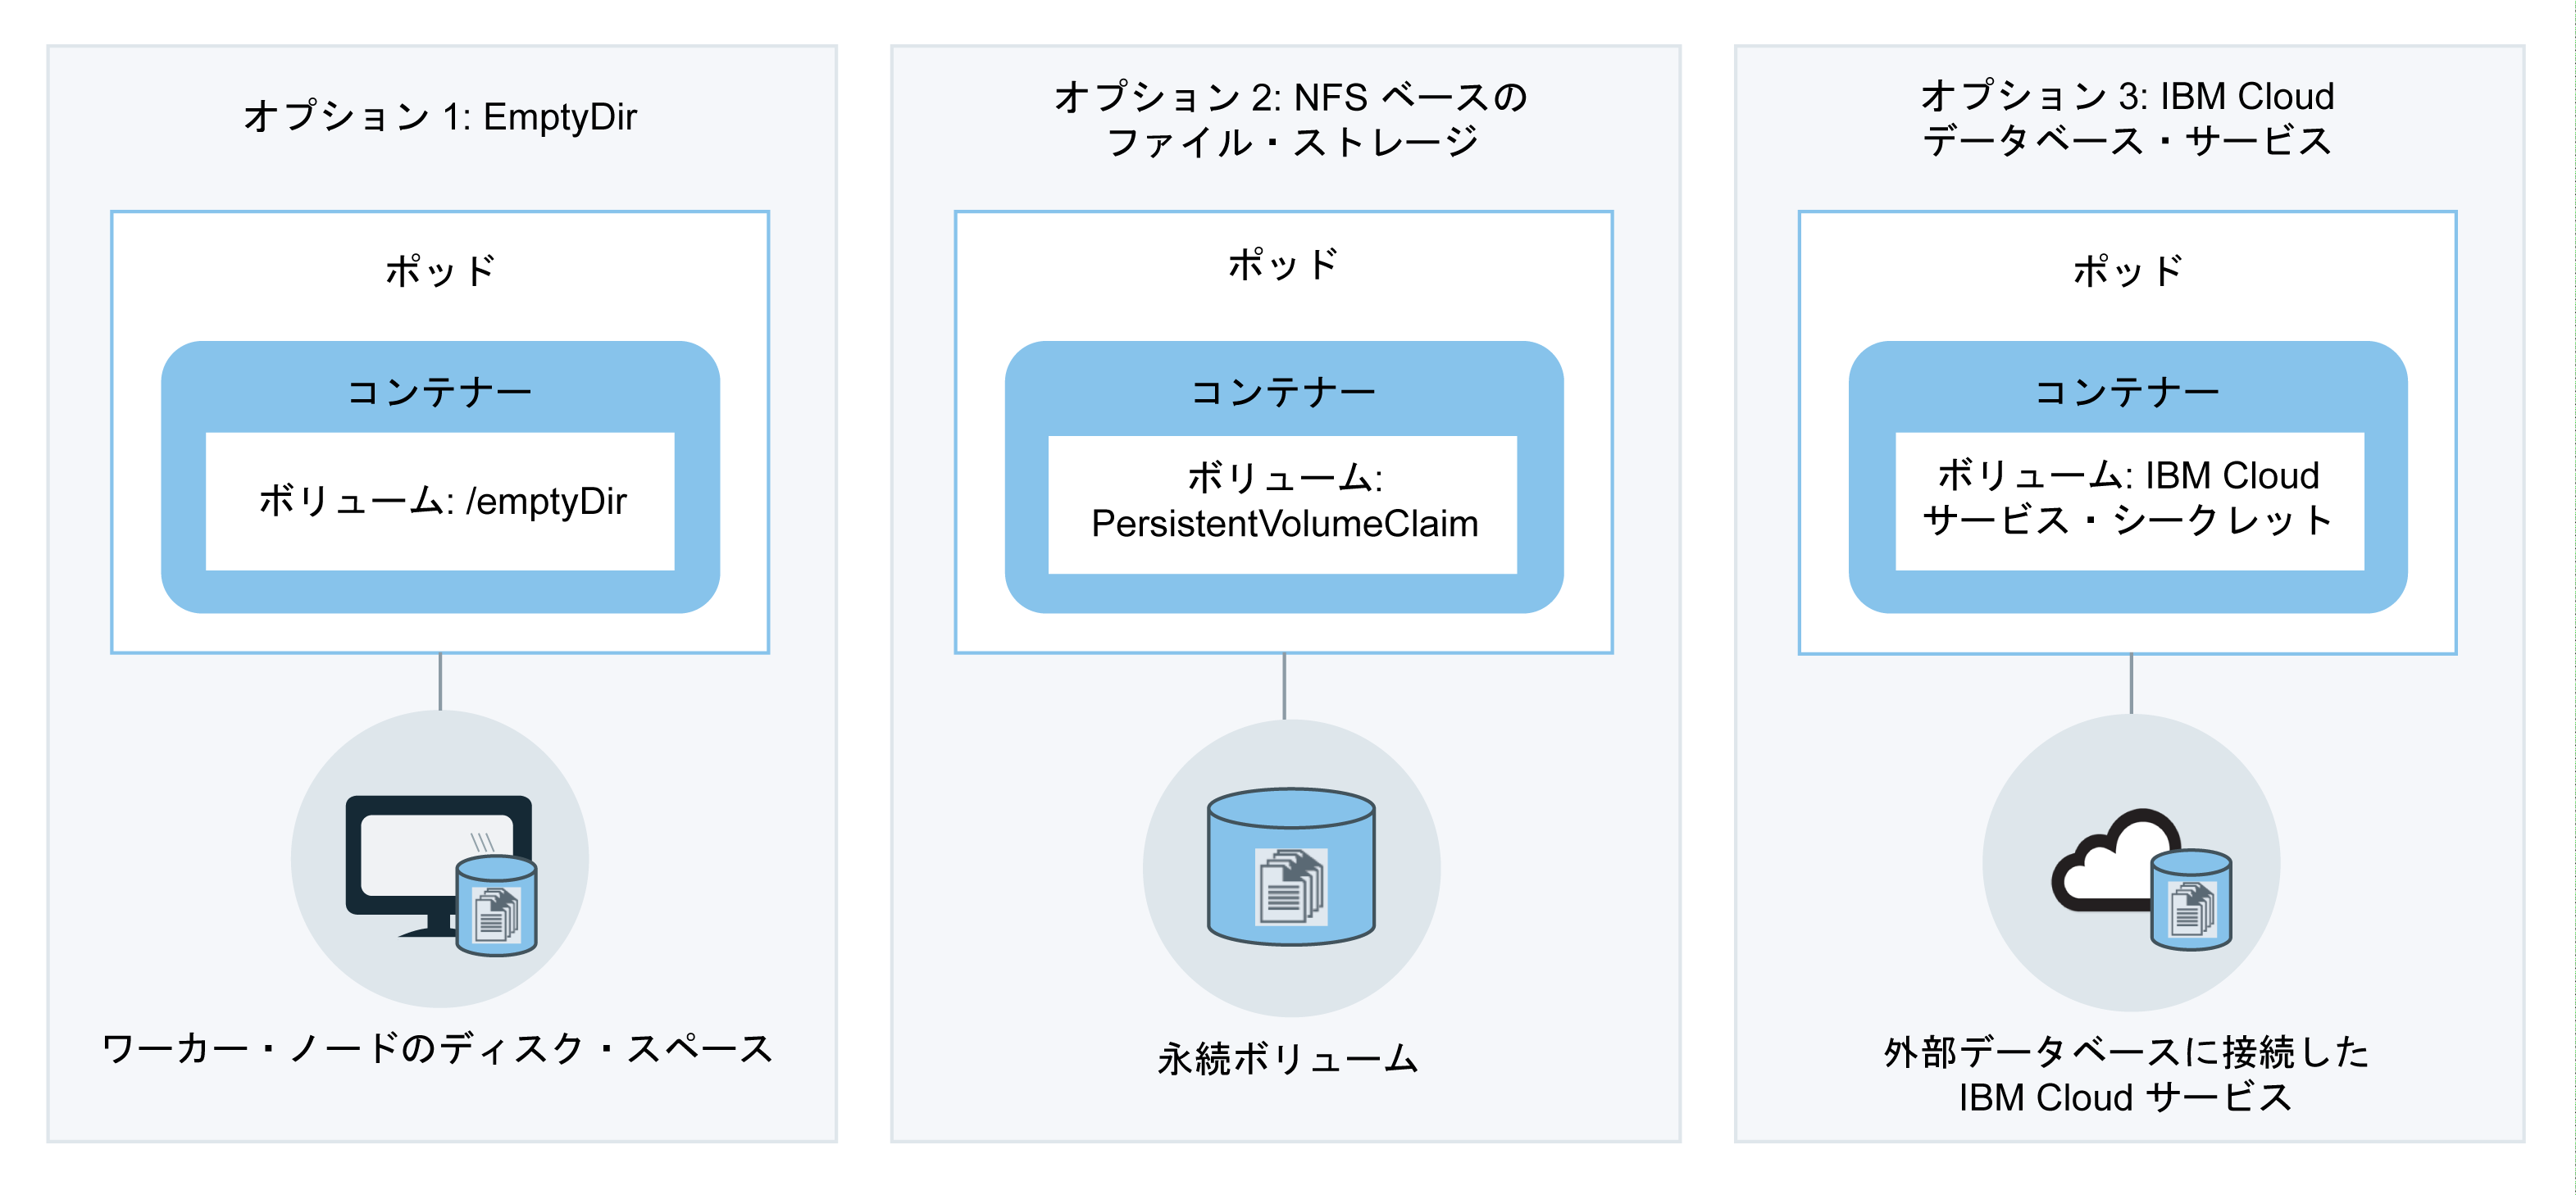 オプション 1: EmptyDir
ポッド
コンテナー
ボリューム: /emptyDir
ワーカー・ノードのディスク・スペース
オプション 2: NFS ベースの
ファイル・ストレージ
ポッド
コンテナー
ボリューム:
PersistentVolumeClaim
永続ボリューム
オプション 3: IBM Cloud
データベース・サービス
ポッド
コンテナー
ボリューム: IBM Cloud
サービス・シークレット
外部データベースに接続した
IBM Cloud サービス